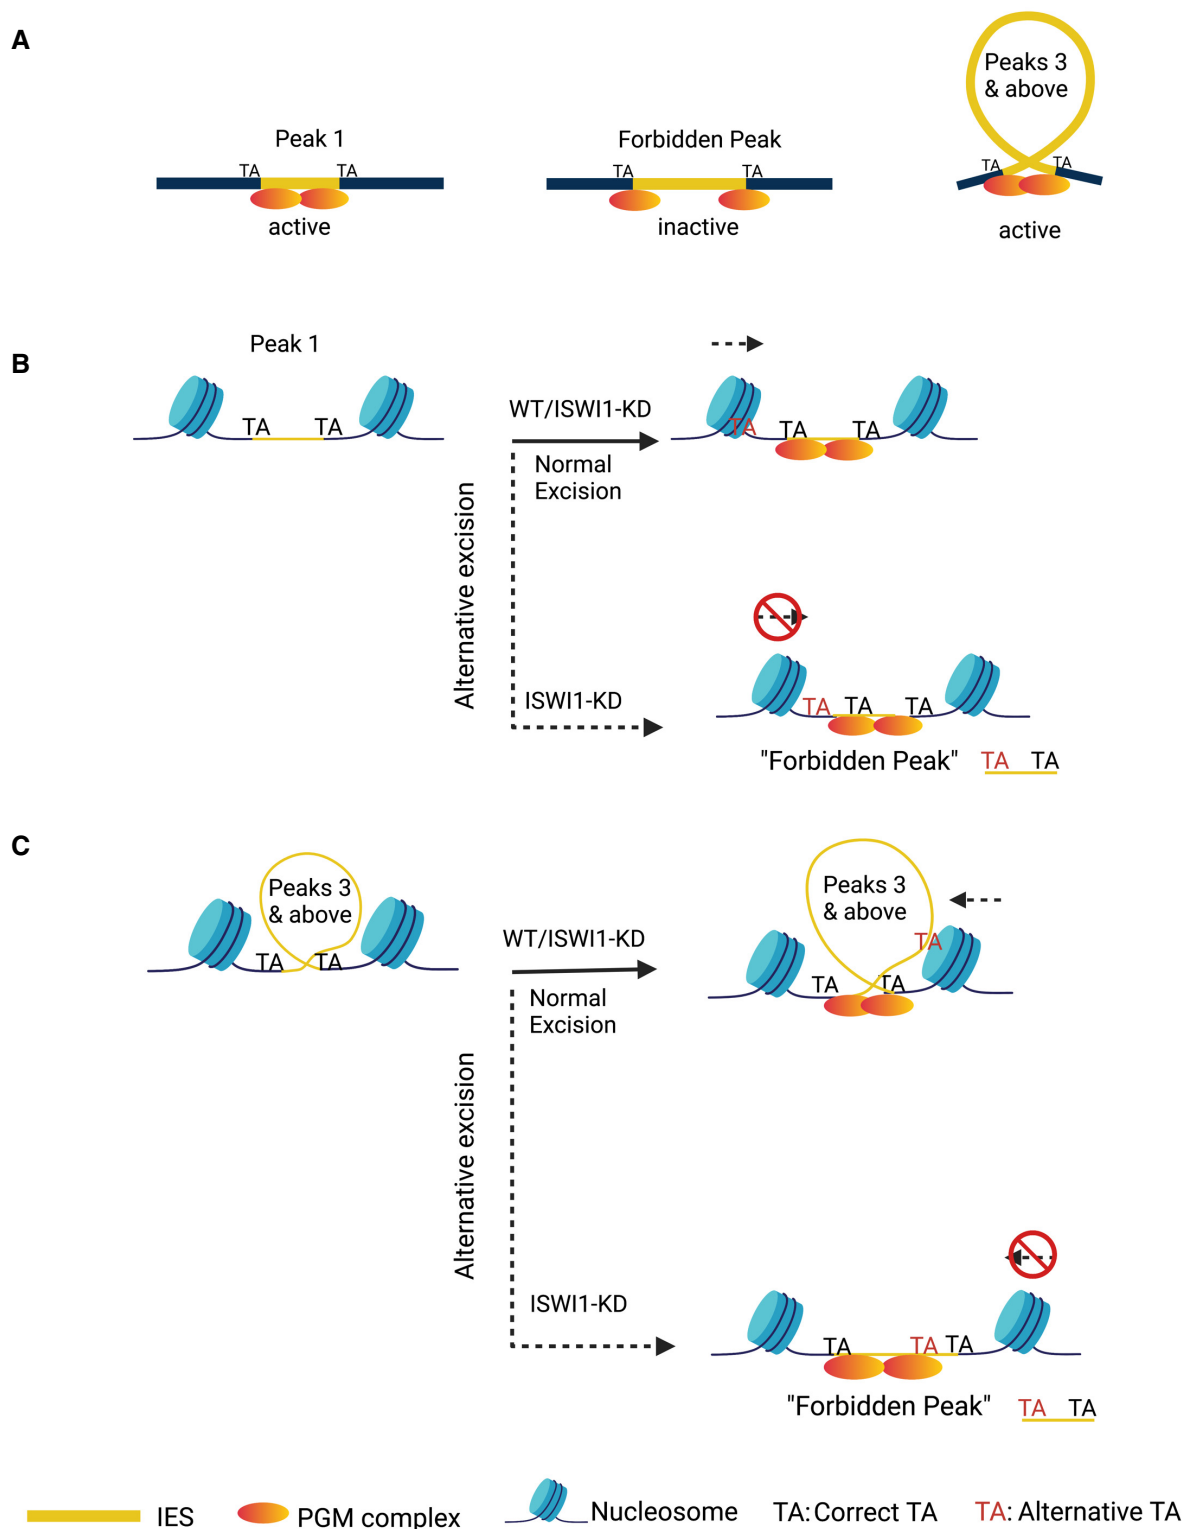 A
Peak 1
TA TA
active
Forbidden Peak
TA TA
inactive
Peaks 3
& above
TA TA
active
B
Peak 1
TA TA
WT/ISWI1-KD
Normal
Excision
TA TA TA
Alternative excision
ISWI1-KD
TA TA TA
"Forbidden Peak" TA TA
C
Peaks 3
& above
TA TA
WT/ISWI1-KD
Normal
Excision
Peaks 3
& above
TA
TA TA
Alternative excision
ISWI1-KD
TA TA TA
"Forbidden Peak" TA TA
IES PGM complex Nucleosome TA: Correct TA TA: Alternative TA